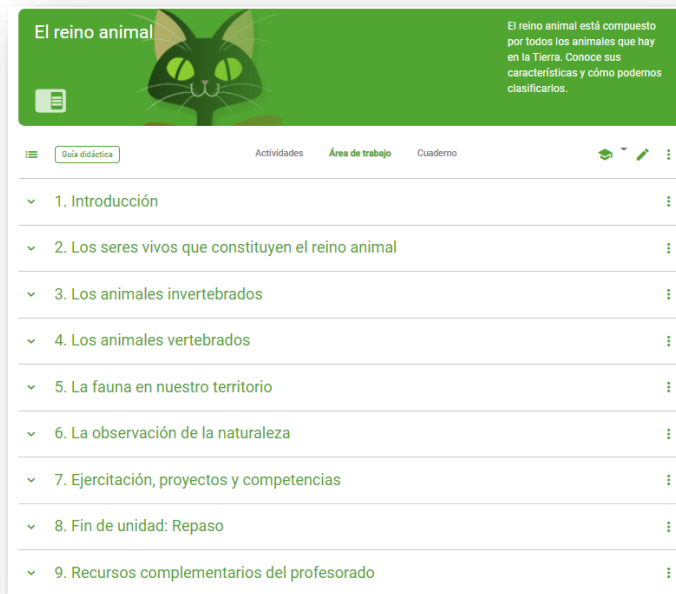 El reino animal
El reino animal está compuesto
por todos los animales que hay
en la Tierra. Conoce sus
características y cómo podemos
clasificarlos.
Guía didáctica
Actividades
Área de trabajo
Cuaderno
1. Introducción
2. Los seres vivos que constituyen el reino animal
3. Los animales invertebrados
4. Los animales vertebrados
5. La fauna en nuestro territorio
6. La observación de la naturaleza
7. Ejercitación, proyectos y competencias
8. Fin de unidad: Repaso
9. Recursos complementarios del profesorado